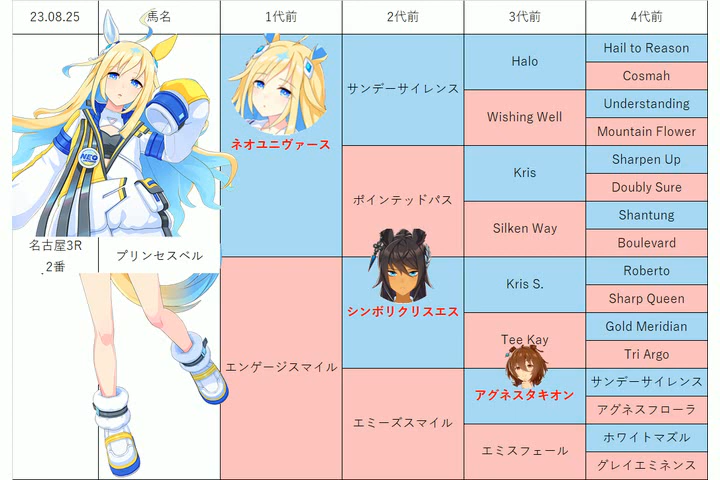 23.08.25
馬名
1代前
2代前
3代前
4代前
NEO
名古屋3R
2番
プリンセスベル
ネオユニヴァース
エンゲージスマイル
サンデーサイレンス
ポインテッドパス
シンボリクリスエス
エミーズスマイル
Halo
Wishing Well
Kris
Silken Way
Kris S.
Tee Kay
アグネスタキオン
エミスフェール
Hail to Reason
Cosmah
Understanding
Mountain Flower
Sharpen Up
Doubly Sure
Shantung
Boulevard
Roberto
Sharp Queen
Gold Meridian
Tri Argo
サンデーサイレンス
アグネスフローラ
ホワイトマズル
グレイエミネンス